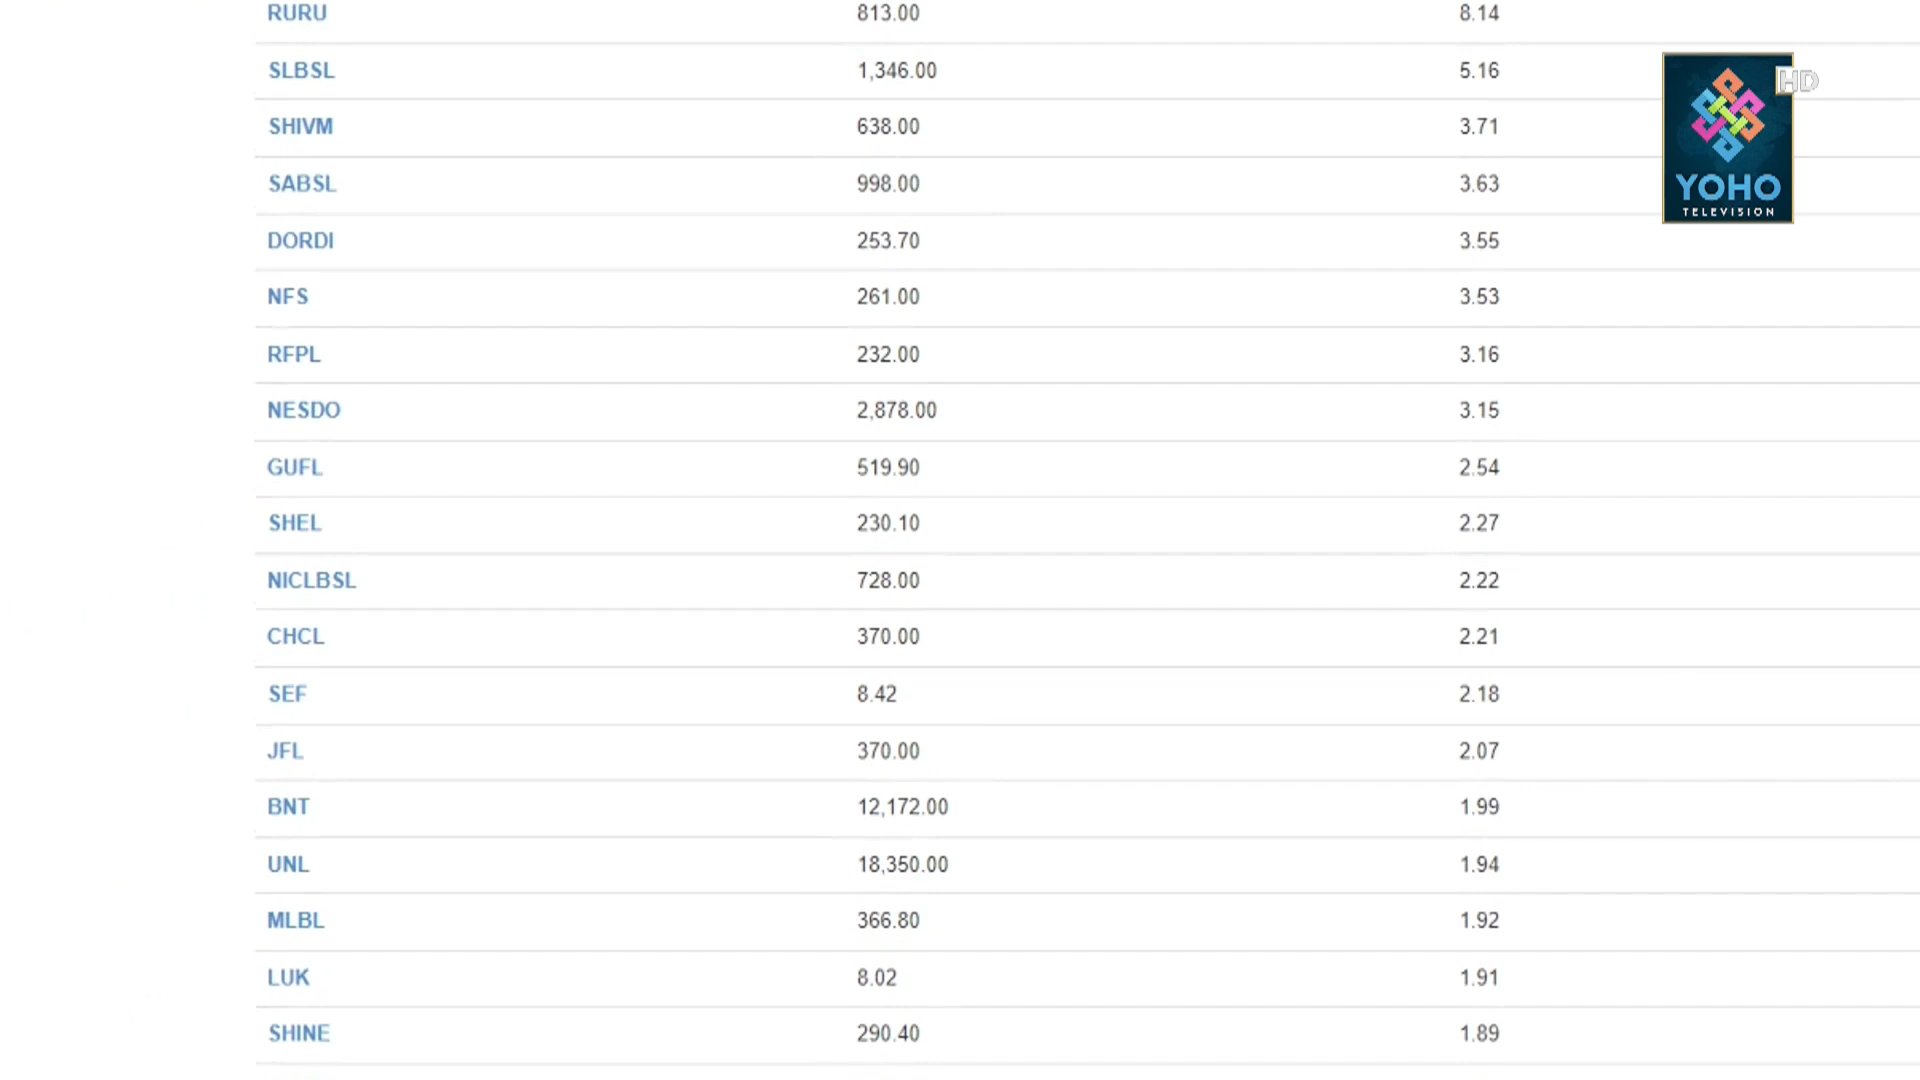 RURU 813.00 8.14
SLBSL 1,346.00 5.16
SHIVM 638.00 3.71
SABSL 998.00 3.63
DORDI 253.70 3.55
NFS 261.00 3.53
RFPL 232.00 3.16
NESDO 2,878.00 3.15
GUFL 519.90 2.54
SHEL 230.10 2.27
NICLBSL 728.00 2.22
CHCL 370.00 2.21
SEF 8.42 2.18
JFL 370.00 2.07
BNT 12,172.00 1.99
UNL 18,350.00 1.94
MLBL 366.80 1.92
LUK 8.02 1.91
SHINE 290.40 1.89
HD
YOHO
TELEVISION